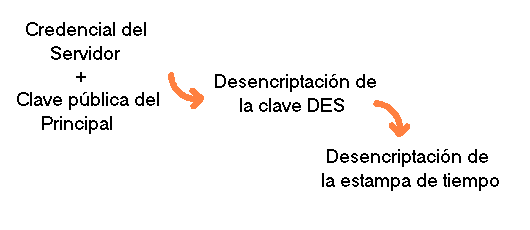 Credencial del
Servidor
+
Clave pública del
Principal
Desencriptación de
la clave DES
Desencriptación de
la estampa de tiempo